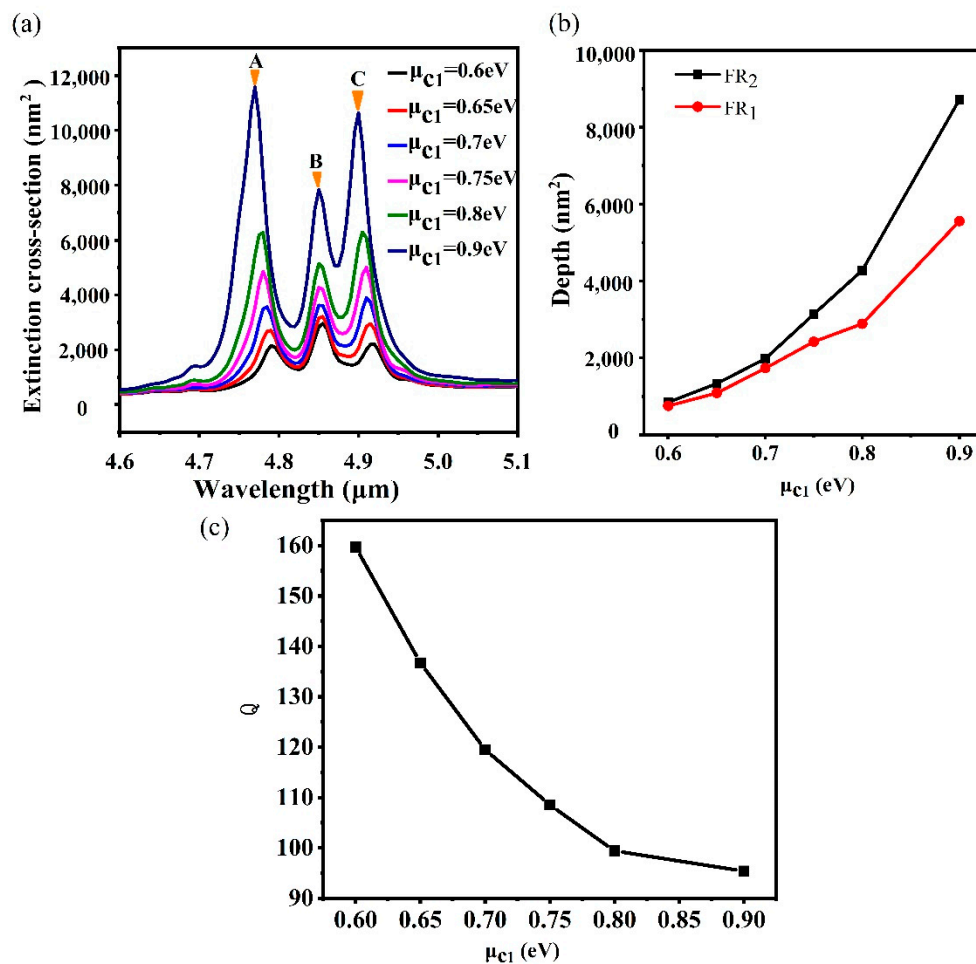 (a)
Extinction cross-section (nm²)
12,000
10,000
8,000
6,000
4,000
2,000
0
A
B
C
μc1=0.6eV
μc1=0.65eV
μc1=0.7eV
μc1=0.75eV
μc1=0.8eV
μc1=0.9eV
4.6 4.7 4.8 4.9 5.0 5.1
Wavelength (μm)
(b)
Depth (nm²)
10,000
8,000
6,000
4,000
2,000
0
FR₂
FR₁
0.6 0.7 0.8 0.9
μc1 (eV)
(c)
Q
160
150
140
130
120
110
100
90
0.60 0.65 0.70 0.75 0.80 0.85 0.90
μc1 (eV)